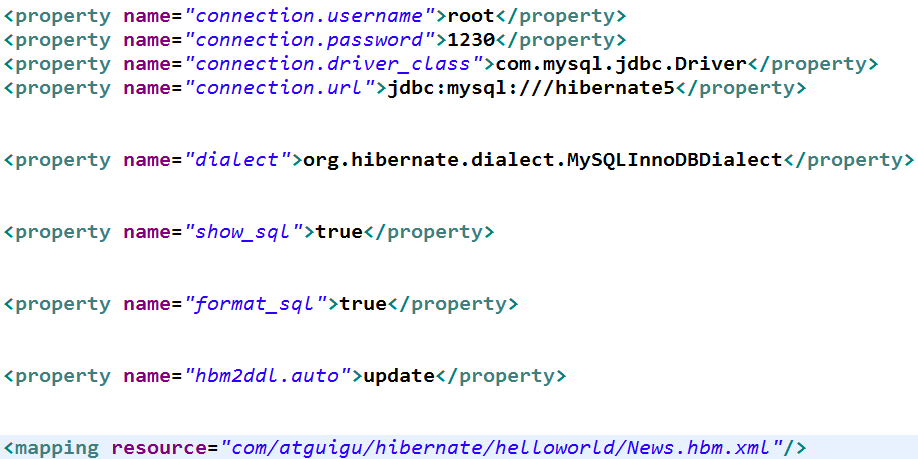 <property name="connection.username">root</property>
<property name="connection.password">1230</property>
<property name="connection.driver_class">com.mysql.jdbc.Driver</property>
<property name="connection.url">jdbc:mysql:///hibernate5</property>
<property name="dialect">org.hibernate.dialect.MySQLInnoDBDialect</property>
<property name="show_sql">true</property>
<property name="format_sql">true</property>
<property name="hbm2ddl.auto">update</property>
<mapping resource="com/atguigu/hibernate/helloworld/News.hbm.xml"/>